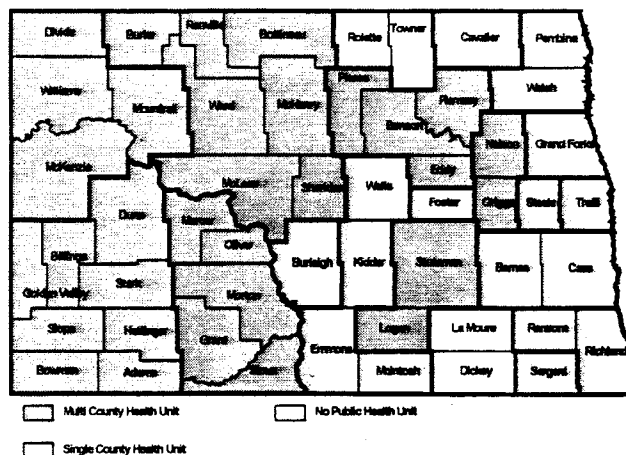 Divide Burke Renville Bottineau Rolette Towner Cavalier Pembina
Williams Mountrail Ward McHenry Pierce Benson Ramsey Walsh
McKenzie Nelson Grand Forks
Dunn McLean Sheridan Wells Eddy
Mercer Foster Griggs Steele Traill
Billings Oliver
Golden Valley Stark Burleigh Kidder Stutsman Barnes Cass
Morton
Slope Hettinger Grant Emmons Logan La Moure Ransom Richland
Bowman Adams Sioux McIntosh Dickey Sargent
Multi County Health Unit No Public Health Unit
Single County Health Unit